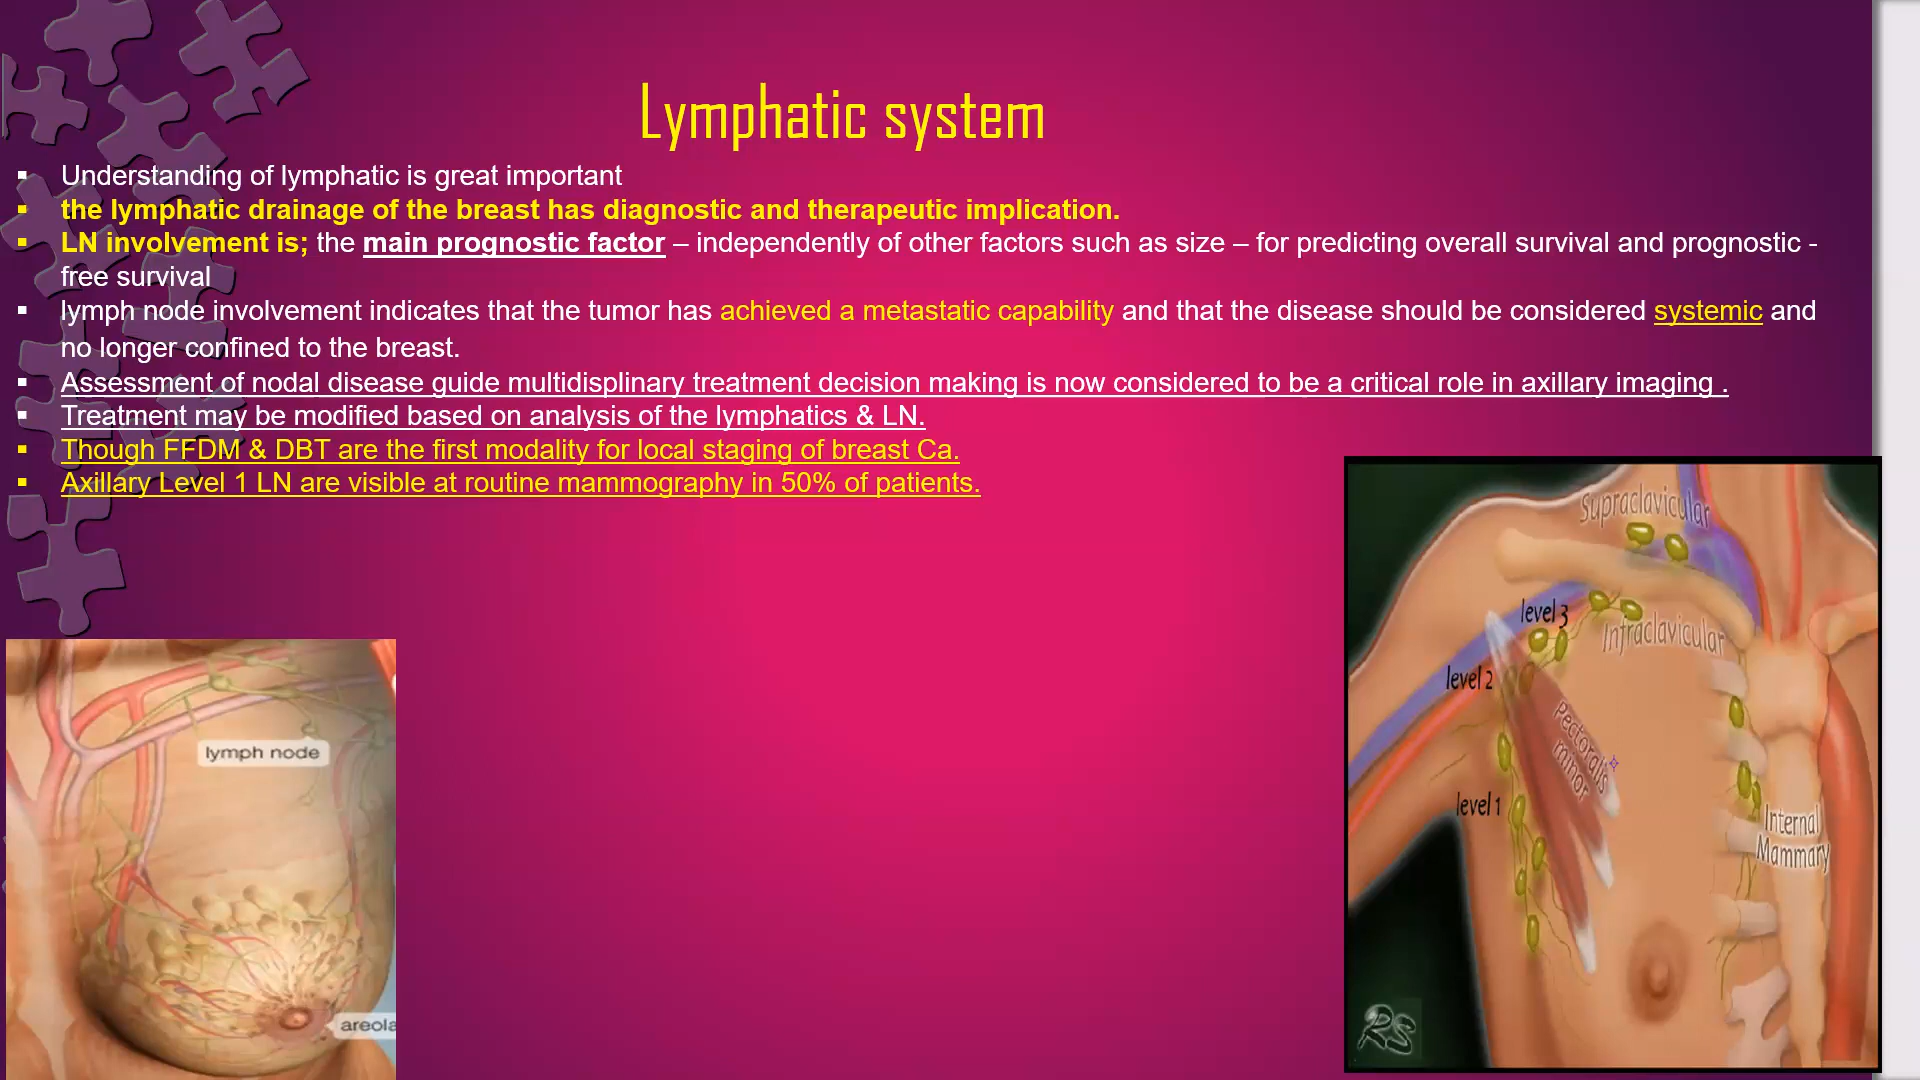 Lymphatic system
Understanding of lymphatic is great important
the lymphatic drainage of the breast has diagnostic and therapeutic implication.
LN involvement is; the main prognostic factor – independently of other factors such as size – for predicting overall survival and prognostic -
free survival
lymph node involvement indicates that the tumor has achieved a metastatic capability and that the disease should be considered systemic and
no longer confined to the breast.
Assessment of nodal disease guide multidisplinary treatment decision making is now considered to be a critical role in axillary imaging .
Treatment may be modified based on analysis of the lymphatics & LN.
Though FFDM & DBT are the first modality for local staging of breast Ca.
Axillary Level 1 LN are visible at routine mammography in 50% of patients.
lymph node
areola
Supraclavicular
level 3
Infraclavicular
level 2
Pectoralis
minor
level 1
Internal
Mammary
RS